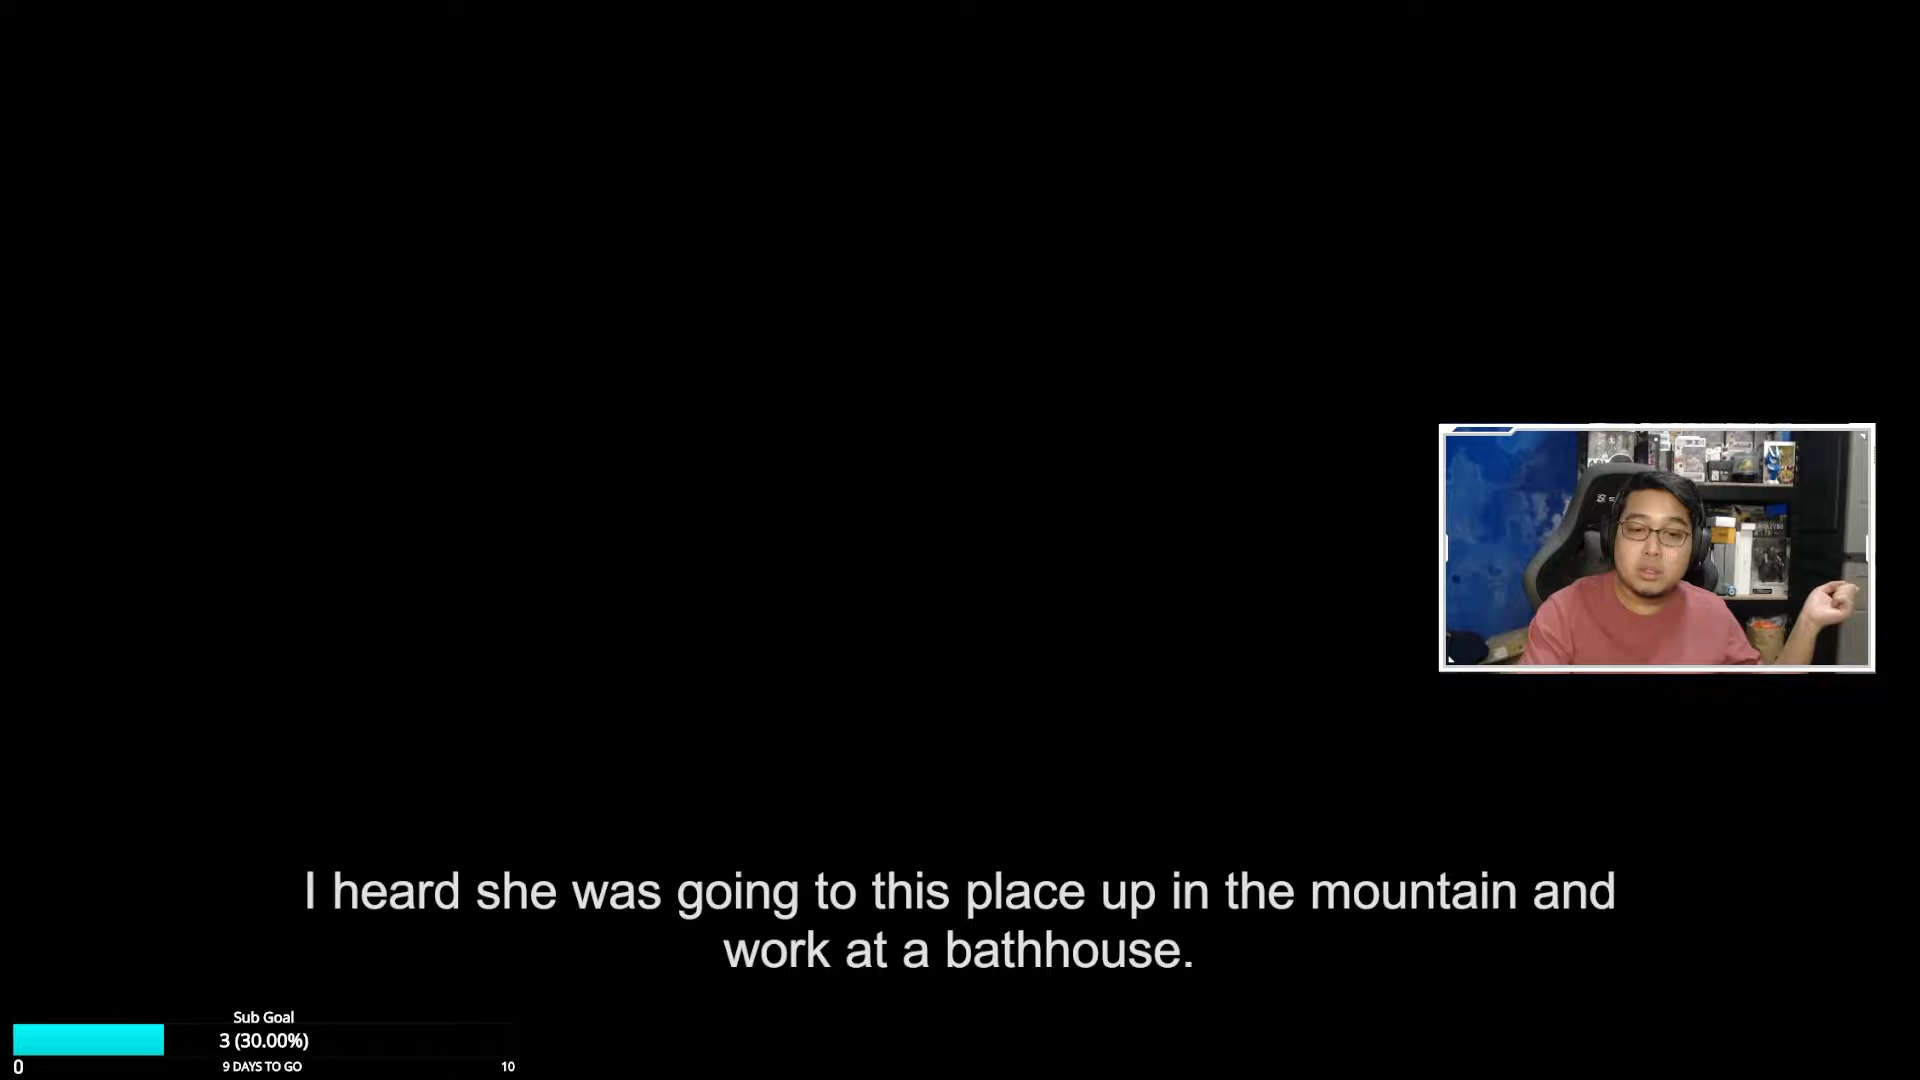 I heard she was going to this place up in the mountain and
work at a bathhouse.
Sub Goal
3 (30.00%)
0
9 DAYS TO GO
10